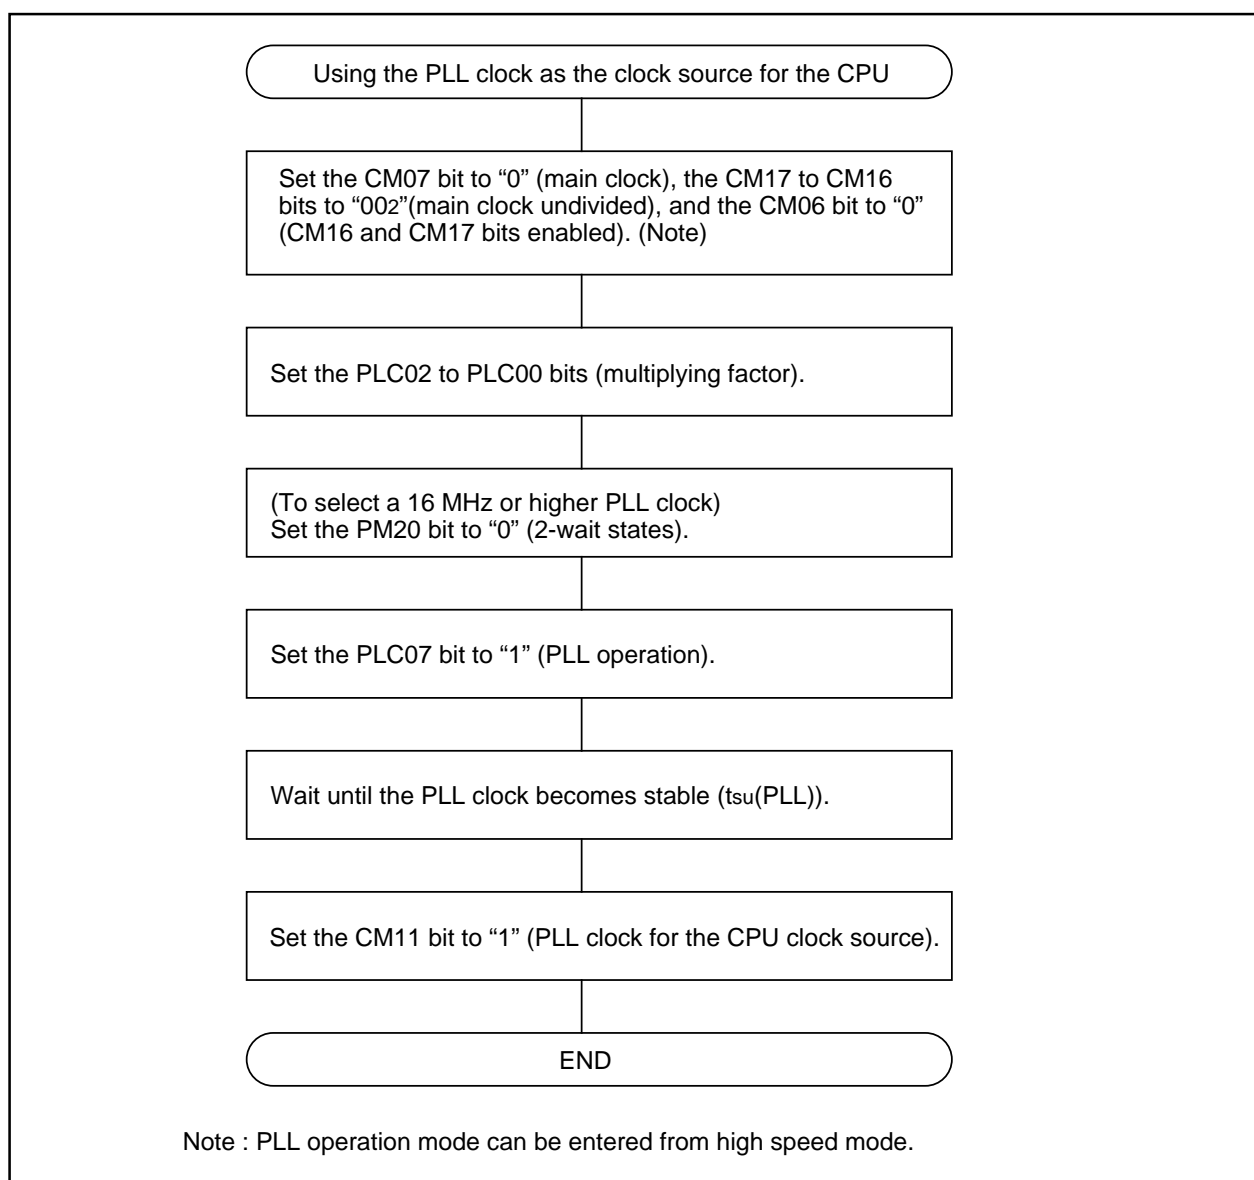 Using the PLL clock as the clock source for the CPU
Set the CM07 bit to “0” (main clock), the CM17 to CM16
bits to “002”(main clock undivided), and the CM06 bit to “0”
(CM16 and CM17 bits enabled). (Note)
Set the PLC02 to PLC00 bits (multiplying factor).
(To select a 16 MHz or higher PLL clock)
Set the PM20 bit to “0” (2-wait states).
Set the PLC07 bit to “1” (PLL operation).
Wait until the PLL clock becomes stable (tsu(PLL)).
Set the CM11 bit to “1” (PLL clock for the CPU clock source).
END
Note : PLL operation mode can be entered from high speed mode.